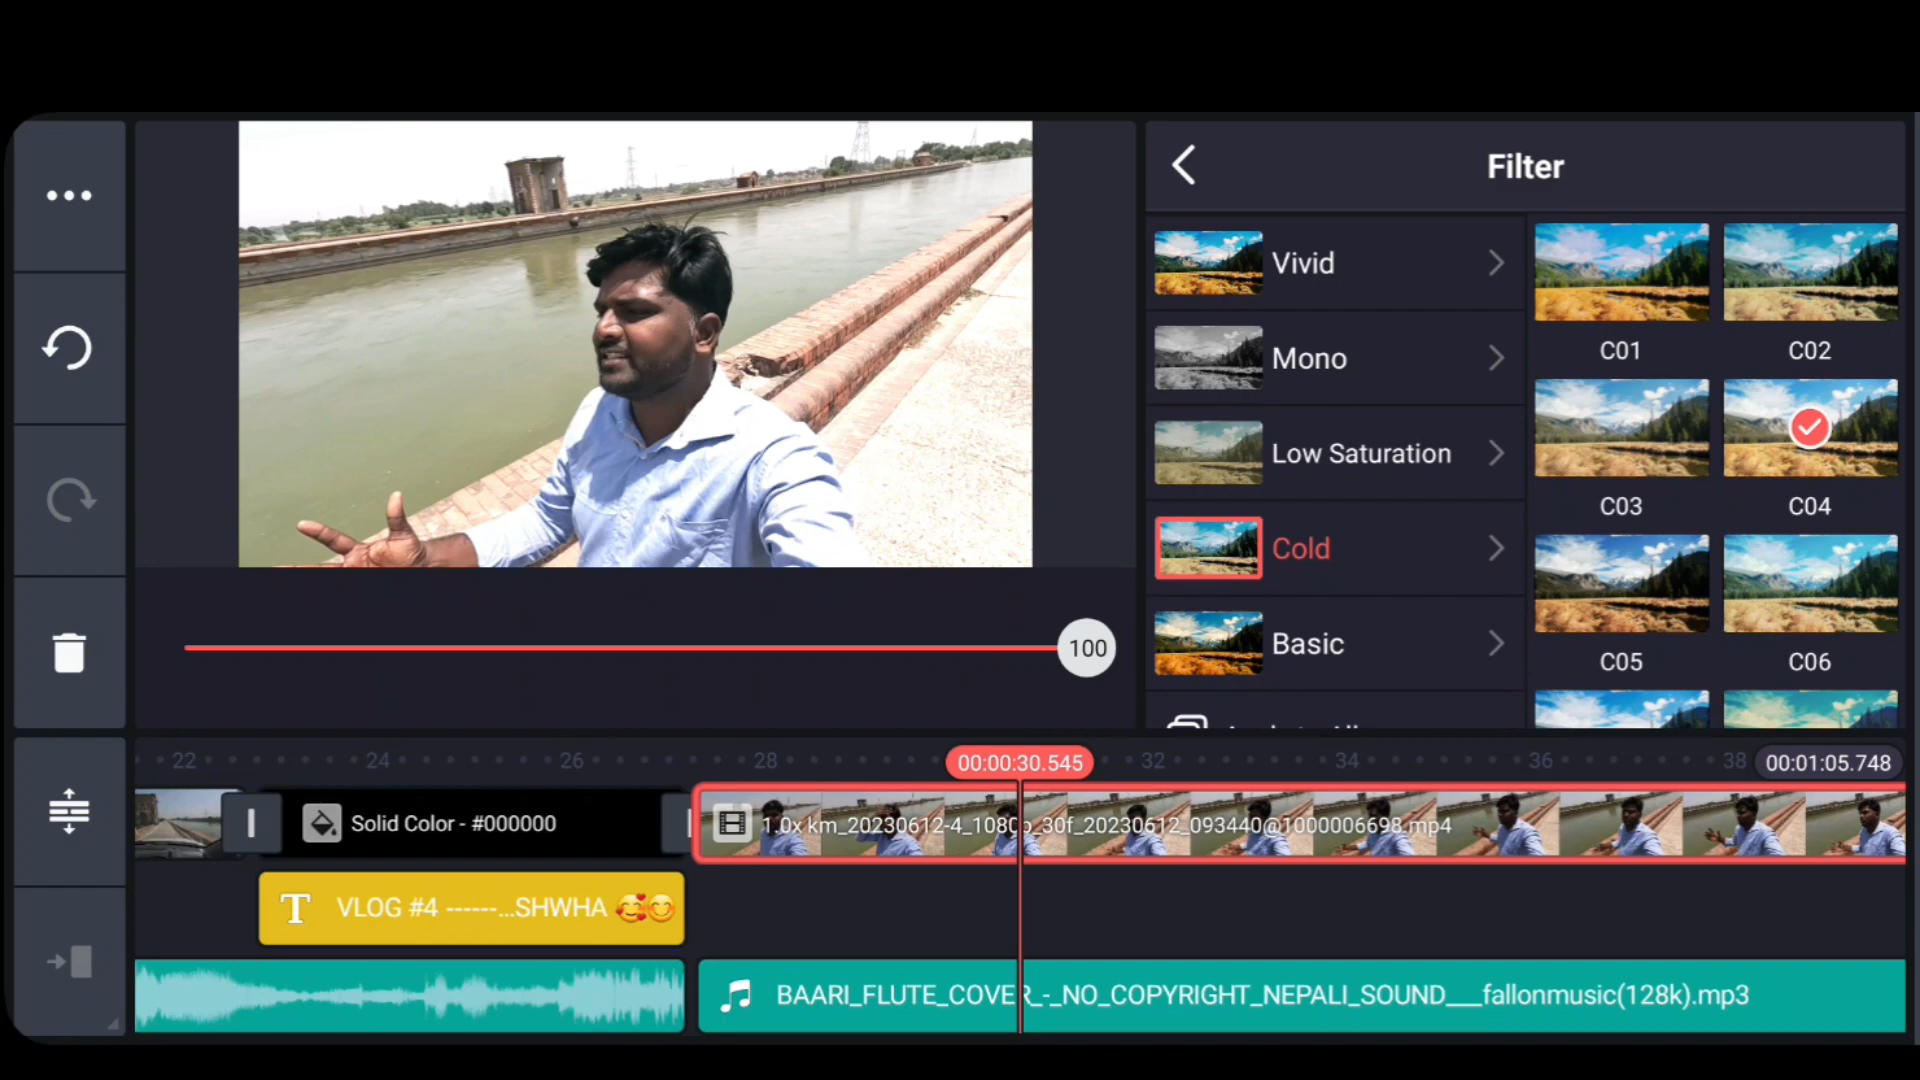 Filter
Vivid
Mono
Low Saturation
Cold
Basic
C01
C02
C03
C04
C05
C06
100
22
24
26
28
00:00:30.545
32
34
36
38
00:01:05.748
Solid Color - #000000
1.0x km_20230612-4_1080p_30f_20230612_093440@1000006698.mp4
T VLOG #4 ------...SHWHA 🥰😊
BAARI_FLUTE_COVER_-_NO_COPYRIGHT_NEPALI_SOUND___fallonmusic(128k).mp3